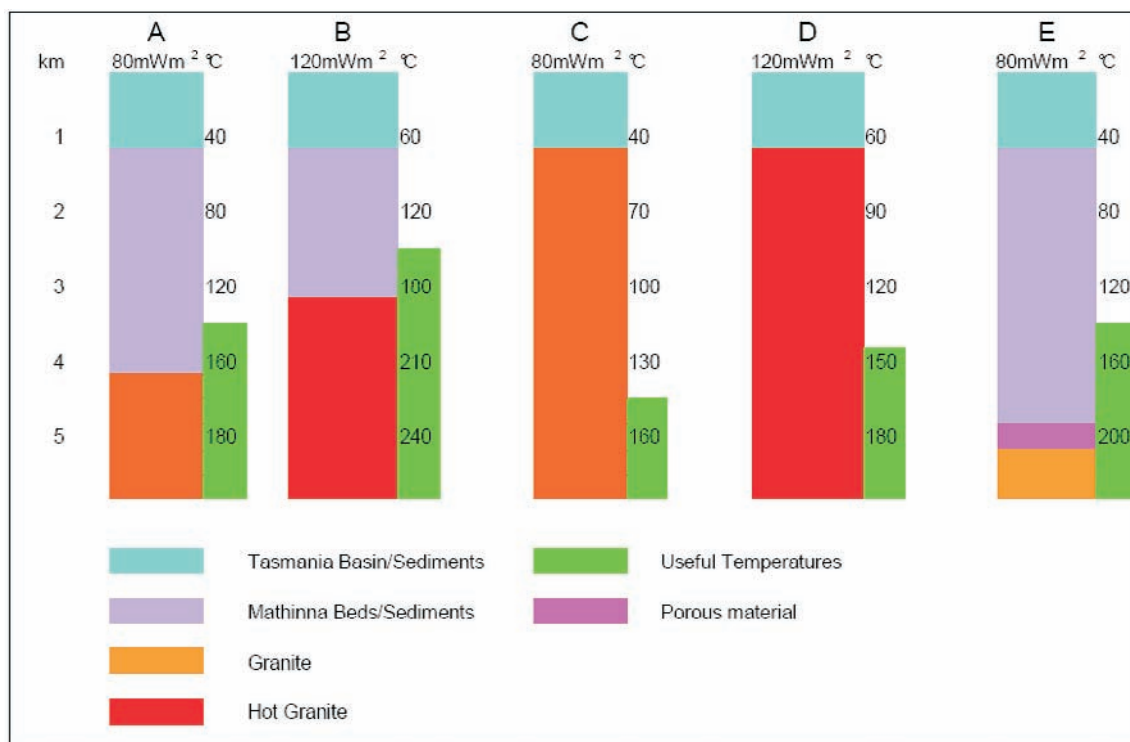 A B C D E
km 80mWm ² °C 120mWm ² °C 80mWm ² °C 120mWm ² °C 80mWm ² °C
1 40 60 40 60 40
2 80 120 70 90 80
3 120 180 100 120 120
4 160 210 130 150 160
5 180 240 160 180 200
Tasmania Basin/Sediments
Useful Temperatures
Mathinna Beds/Sediments
Porous material
Granite
Hot Granite